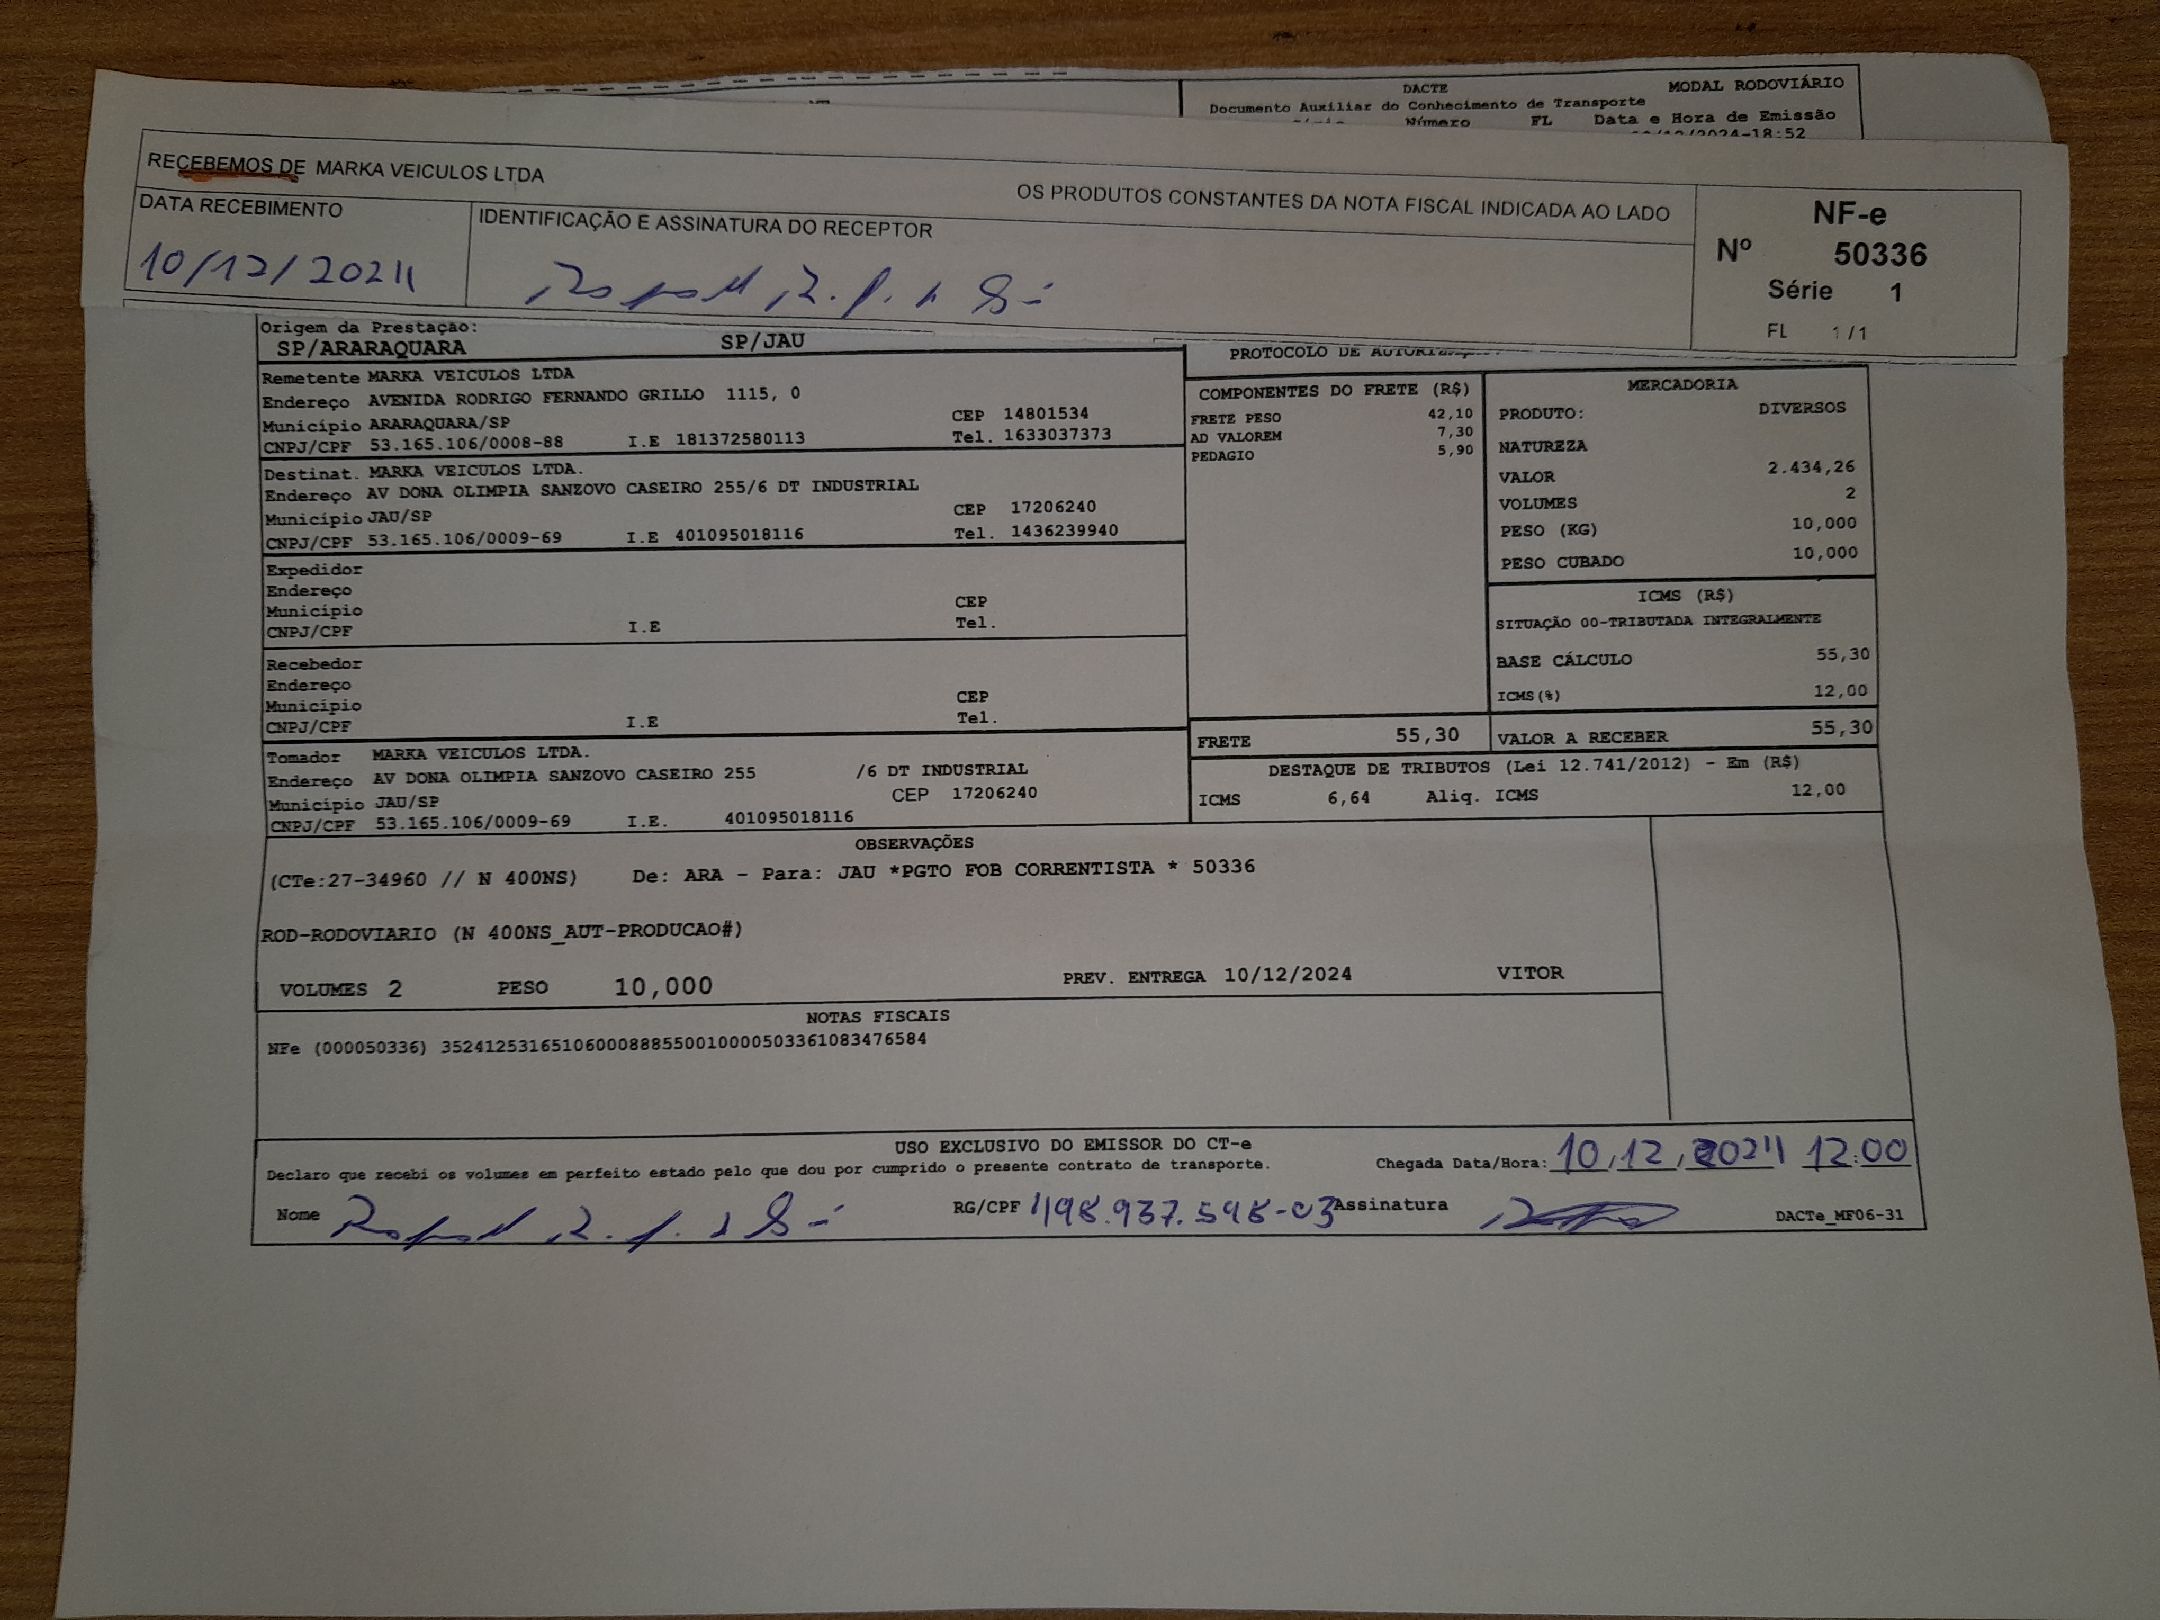 DACTE
MODAL RODOVIÁRIO
Documento Auxiliar do Conhecimento de Transporte
Número FL Data e Hora de Emissão
2024-18:52
RECEBEMOS DE MARKA VEICULOS LTDA
OS PRODUTOS CONSTANTES DA NOTA FISCAL INDICADA AO LADO
DATA RECEBIMENTO
IDENTIFICAÇÃO E ASSINATURA DO RECEPTOR
10/12/2024
NF-e
Nº 50336
Série 1
FL 1/1
Origem da Prestação:
SP/ARARAQUARA SP/JAU
Remetente MARKA VEICULOS LTDA
Endereço AVENIDA RODRIGO FERNANDO GRILLO 1115, 0
Município ARARAQUARA/SP CEP 14801534
CNPJ/CPF 53.165.106/0008-88 I.E 181372580113 Tel. 1633037373
Destinat. MARKA VEICULOS LTDA.
Endereço AV DONA OLIMPIA SANZOVO CASEIRO 255/6 DT INDUSTRIAL
Município JAU/SP CEP 17206240
CNPJ/CPF 53.165.106/0009-69 I.E 401095018116 Tel. 1436239940
Expedidor
Endereço
Município CEP
CNPJ/CPF I.E Tel.
Recebedor
Endereço
Município CEP
CNPJ/CPF I.E Tel.
Tomador MARKA VEICULOS LTDA.
Endereço AV DONA OLIMPIA SANZOVO CASEIRO 255 /6 DT INDUSTRIAL
Município JAU/SP CEP 17206240
CNPJ/CPF 53.165.106/0009-69 I.E. 401095018116
PROTOCOLO DE
COMPONENTES DO FRETE (R$)
FRETE PESO 42,10
AD VALOREM 7,30
PEDAGIO 5,90
MERCADORIA
PRODUTO: DIVERSOS
NATUREZA
VALOR 2.434,26
VOLUMES 2
PESO (KG) 10,000
PESO CUBADO 10,000
ICMS (R$)
SITUAÇÃO 00-TRIBUTADA INTEGRALMENTE
BASE CÁLCULO 55,30
ICMS(%) 12,00
FRETE 55,30
VALOR A RECEBER 55,30
DESTAQUE DE TRIBUTOS (Lei 12.741/2012) - Em (R$)
ICMS 6,64 Aliq. ICMS 12,00
OBSERVAÇÕES
(CTe:27-34960 // N 400NS) De: ARA - Para: JAU *PGTO FOB CORRENTISTA * 50336
ROD-RODOVIARIO (N 400NS_AUT-PRODUCAO#)
VOLUMES 2 PESO 10,000 PREV. ENTREGA 10/12/2024 VITOR
NOTAS FISCAIS
NFe (000050336) 35241253165106000888550010000503361083476584
USO EXCLUSIVO DO EMISSOR DO CT-e
Declaro que recebi os volumes em perfeito estado pelo que dou por cumprido o presente contrato de transporte.
Chegada Data/Hora: 10,12,2024 12:00
Nome RG/CPF 498.937.598-03 Assinatura
DACTe_MF06-31